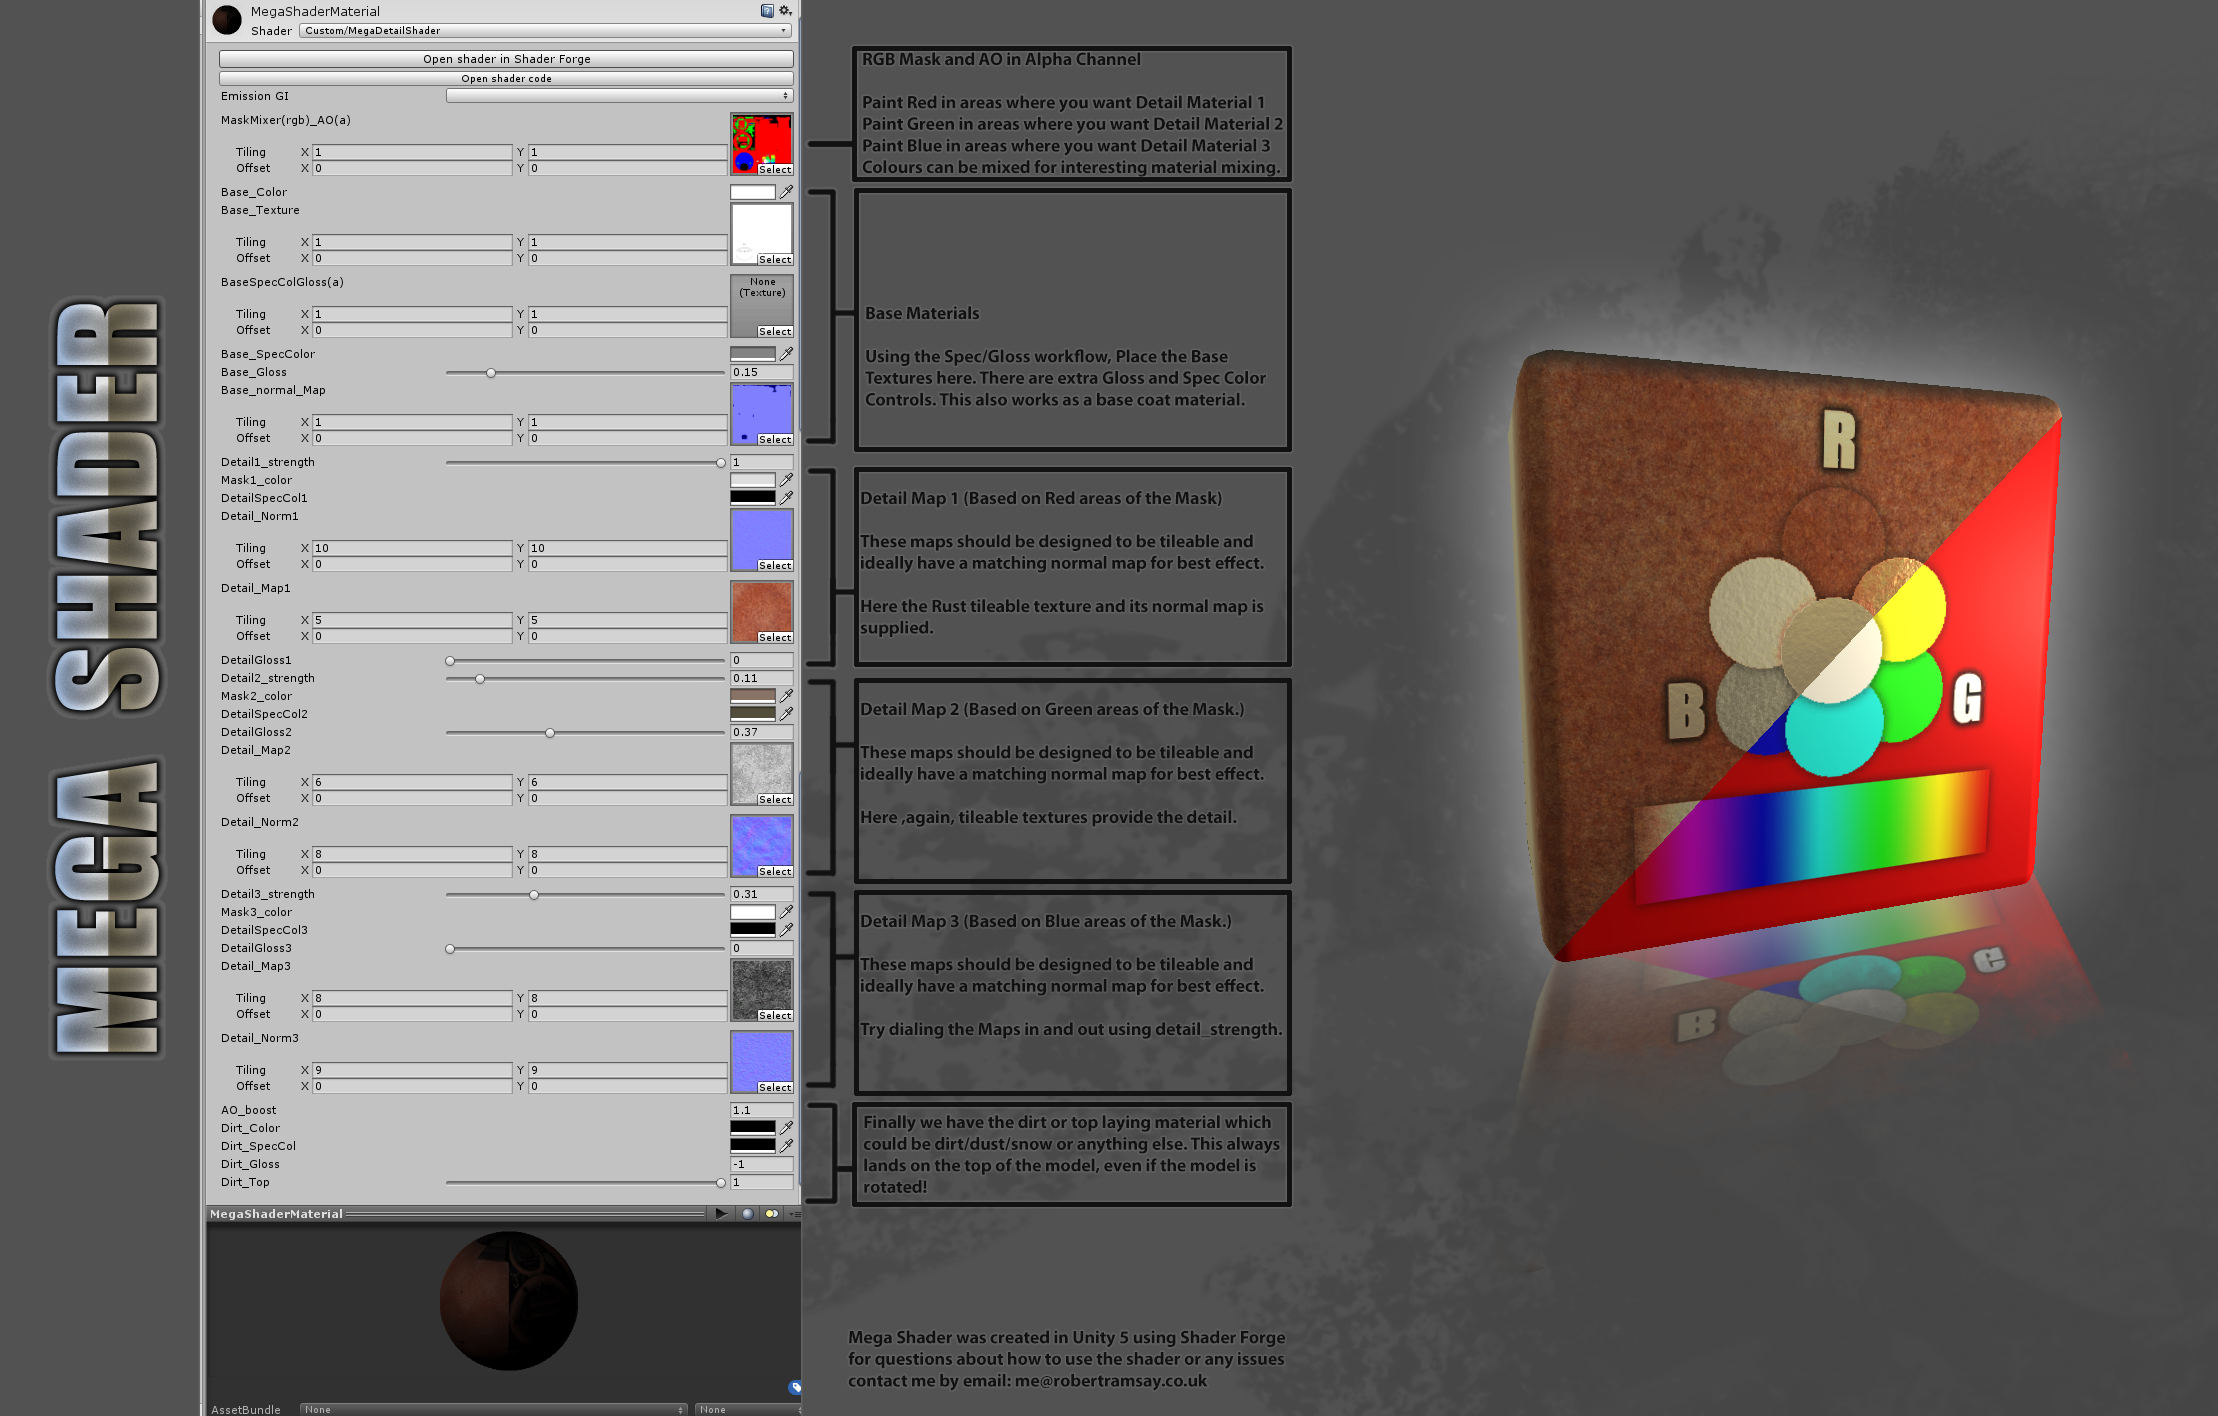 MEGA SHADER
MegaShaderMaterial
Shader Custom/MegaDetailShader
Open shader in Shader Forge
Open shader code
Emission GI
MaskMixer(rgb)_AO(a)
Tiling X 1 Y 1
Offset X 0 Y 0
Select
Base_Color
Base_Texture
Tiling X 1 Y 1
Offset X 0 Y 0
Select
BaseSpecColGloss(a)
None
(Texture)
Tiling X 1 Y 1
Offset X 0 Y 0
Select
Base_SpecColor
Base_Gloss 0.15
Base_normal_Map
Tiling X 1 Y 1
Offset X 0 Y 0
Select
Detail1_strength 1
Mask1_color
DetailSpecCol1
Detail_Norm1
Tiling X 10 Y 10
Offset X 0 Y 0
Select
Detail_Map1
Tiling X 5 Y 5
Offset X 0 Y 0
Select
DetailGloss1 0
Detail2_strength 0.11
Mask2_color
DetailSpecCol2
DetailGloss2 0.37
Detail_Map2
Tiling X 6 Y 6
Offset X 0 Y 0
Select
Detail_Norm2
Tiling X 8 Y 8
Offset X 0 Y 0
Select
Detail3_strength 0.31
Mask3_color
DetailSpecCol3
DetailGloss3 0
Detail_Map3
Tiling X 8 Y 8
Offset X 0 Y 0
Select
Detail_Norm3
Tiling X 9 Y 9
Offset X 0 Y 0
Select
AO_boost 1.1
Dirt_Color
Dirt_SpecCol
Dirt_Gloss -1
Dirt_Top 1
MegaShaderMaterial
AssetBundle None None
RGB Mask and AO in Alpha Channel
Paint Red in areas where you want Detail Material 1
Paint Green in areas where you want Detail Material 2
Paint Blue in areas where you want Detail Material 3
Colours can be mixed for interesting material mixing.
Base Materials
Using the Spec/Gloss workflow, Place the Base
Textures here. There are extra Gloss and Spec Color
Controls. This also works as a base coat material.
Detail Map 1 (Based on Red areas of the Mask)
These maps should be designed to be tileable and
ideally have a matching normal map for best effect.
Here the Rust tileable texture and its normal map is
supplied.
Detail Map 2 (Based on Green areas of the Mask.)
These maps should be designed to be tileable and
ideally have a matching normal map for best effect.
Here ,again, tileable textures provide the detail.
Detail Map 3 (Based on Blue areas of the Mask.)
These maps should be designed to be tileable and
ideally have a matching normal map for best effect.
Try dialing the Maps in and out using detail_strength.
Finally we have the dirt or top laying material which
could be dirt/dust/snow or anything else. This always
lands on the top of the model, even if the model is
rotated!
Mega Shader was created in Unity 5 using Shader Forge
for questions about how to use the shader or any issues
contact me by email: me@robertramsay.co.uk
R
B
G